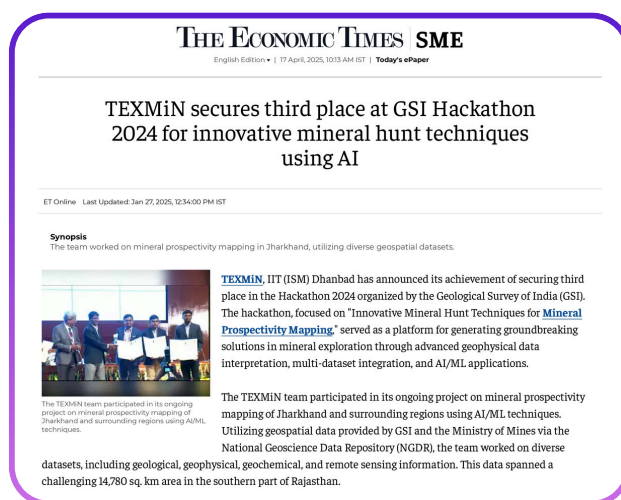 THE ECONOMIC TIMES | SME
English Edition ▾ | 17 April, 2025, 10:13 AM IST | Today's ePaper
TEXMiN secures third place at GSI Hackathon
2024 for innovative mineral hunt techniques
using AI
ET Online Last Updated: Jan 27, 2025, 12:34:00 PM IST
Synopsis
The team worked on mineral prospectivity mapping in Jharkhand, utilizing diverse geospatial datasets.
TEXMiN, IIT (ISM) Dhanbad has announced its achievement of securing third
place in the Hackathon 2024 organized by the Geological Survey of India (GSI).
The hackathon, focused on "Innovative Mineral Hunt Techniques for Mineral
Prospectivity Mapping," served as a platform for generating groundbreaking
solutions in mineral exploration through advanced geophysical data
interpretation, multi-dataset integration, and AI/ML applications.
The TEXMiN team participated in its ongoing
project on mineral prospectivity mapping of
Jharkhand and surrounding regions using AI/ML
techniques.
The TEXMiN team participated in its ongoing project on mineral prospectivity
mapping of Jharkhand and surrounding regions using AI/ML techniques.
Utilizing geospatial data provided by GSI and the Ministry of Mines via the
National Geoscience Data Repository (NGDR), the team worked on diverse
datasets, including geological, geophysical, geochemical, and remote sensing information. This data spanned a
challenging 14,780 sq. km area in the southern part of Rajasthan.